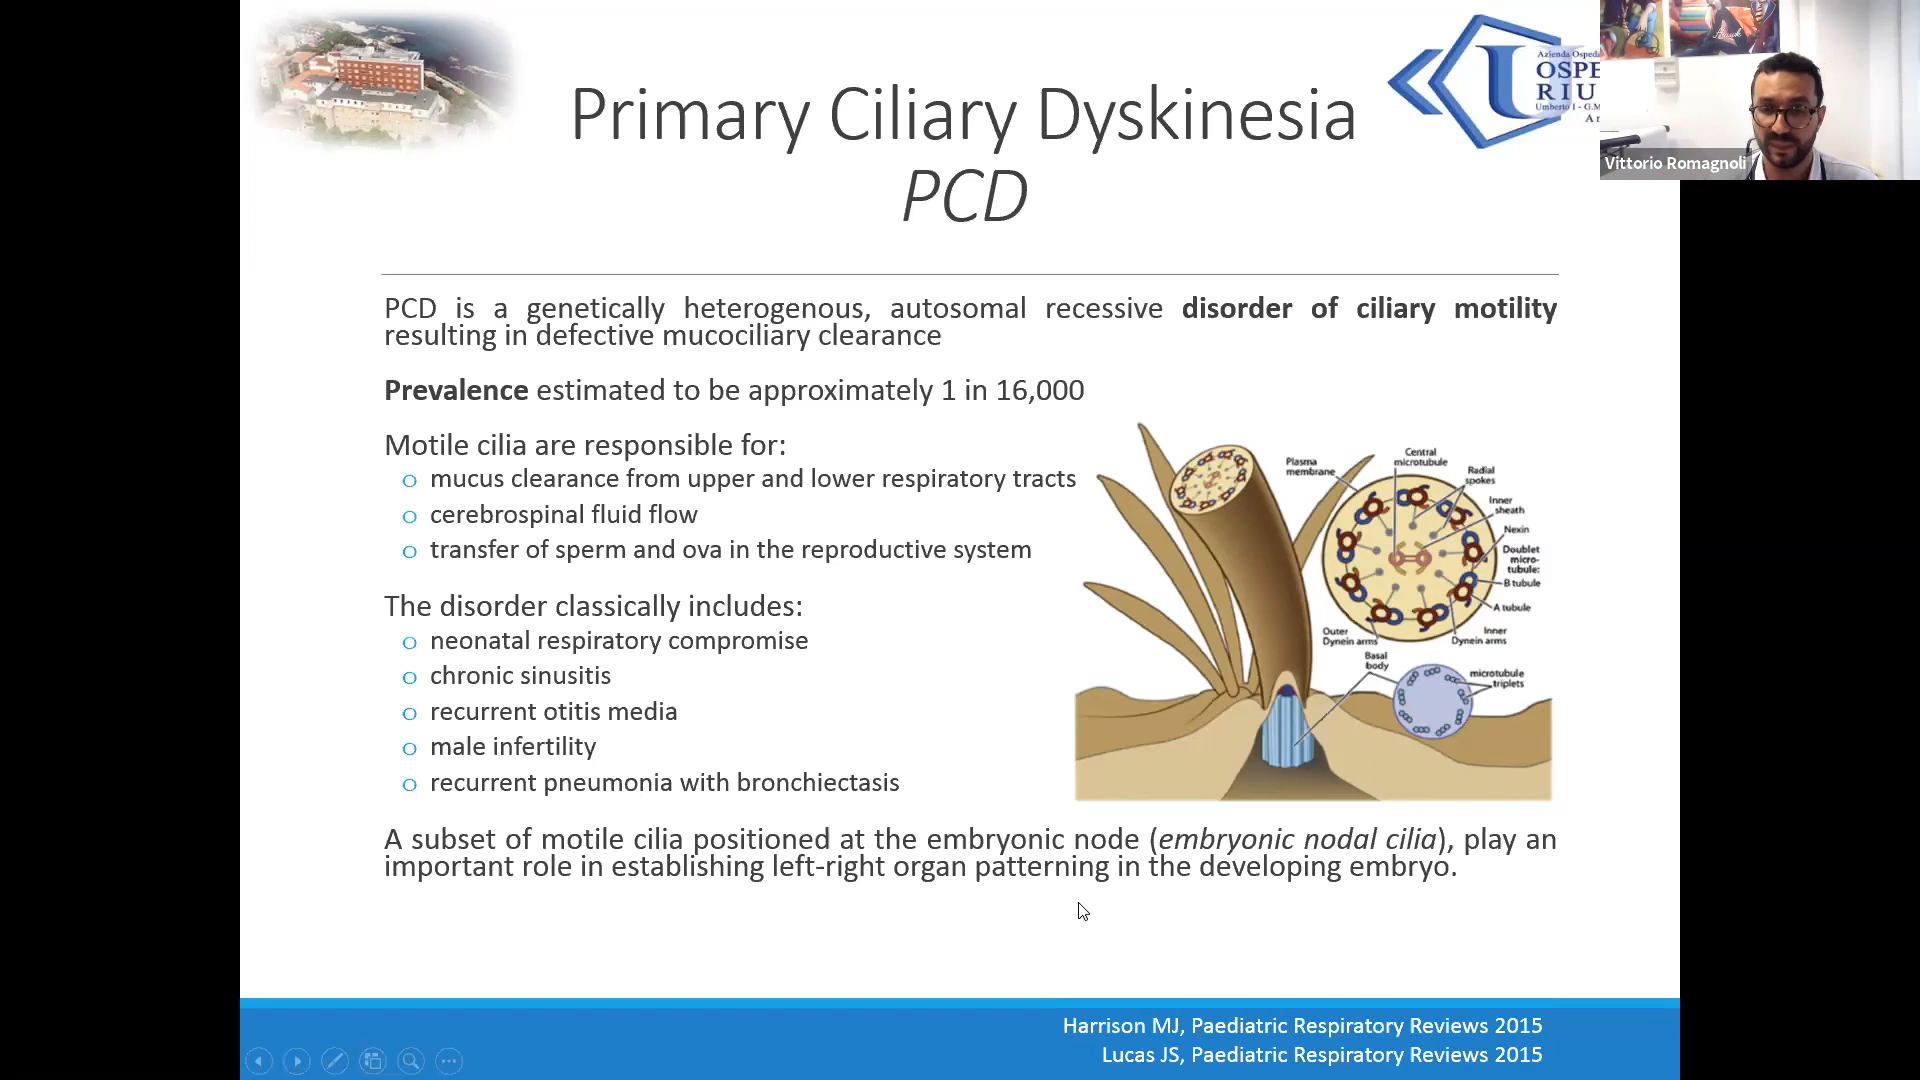 Primary Ciliary Dyskinesia
PCD
Azienda Ospeda
OSPE
RIU
Umberto I - G.M
Vittorio Romagnoli
PCD is a genetically heterogenous, autosomal recessive disorder of ciliary motility
resulting in defective mucociliary clearance
Prevalence estimated to be approximately 1 in 16,000
Motile cilia are responsible for:
o mucus clearance from upper and lower respiratory tracts
o cerebrospinal fluid flow
o transfer of sperm and ova in the reproductive system
The disorder classically includes:
o neonatal respiratory compromise
o chronic sinusitis
o recurrent otitis media
o male infertility
o recurrent pneumonia with bronchiectasis
Plasma
membrane
Central
microtubule
Radial
spokes
Inner
sheath
Nexin
Doublet
micro-
tubule:
B tubule
A tubule
Inner
Dynein arms
Outer
Dynein arms
Basal
body
microtubule
triplets
A subset of motile cilia positioned at the embryonic node (embryonic nodal cilia), play an
important role in establishing left-right organ patterning in the developing embryo.
Harrison MJ, Paediatric Respiratory Reviews 2015
Lucas JS, Paediatric Respiratory Reviews 2015